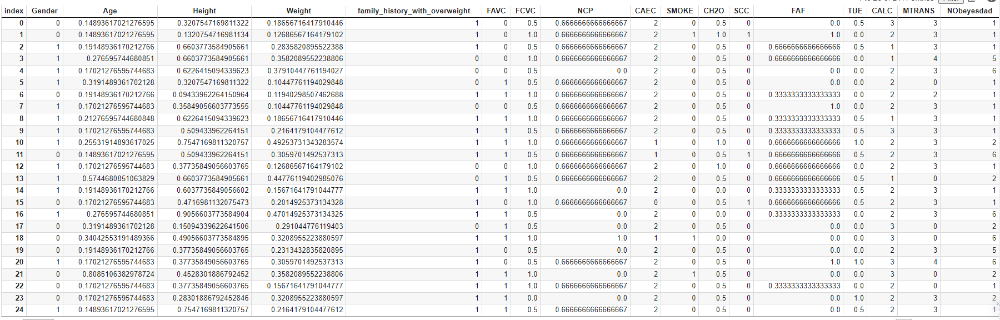 index Gender Age Height Weight family_history_with_overweight FAVC FCVC NCP CAEC SMOKE CH2O SCC FAF TUE CALC MTRANS NObeyesdad
0 0 0.14893617021276595 0.3207547169811322 0.18656716417910446 1 0 0.5 0.6666666666666667 2 0 0.5 0 0.0 0.5 3 3 1
1 0 0.14893617021276595 0.1320754716981134 0.12686567164179102 1 0 1.0 0.6666666666666667 2 1 1.0 1 1.0 0.0 2 3 1
2 1 0.19148936170212766 0.6603773584905661 0.2835820895522388 1 0 0.5 0.6666666666666667 2 0 0.5 0 0.6666666666666666 0.5 1 3 1
3 1 0.276595744680851 0.6603773584905661 0.3582089552238806 0 0 1.0 0.6666666666666667 2 0 0.5 0 0.6666666666666666 0.0 1 4 5
4 1 0.17021276595744683 0.6226415094339623 0.37910447761194027 0 0 0.5 0.0 2 0 0.5 0 0.0 0.0 2 3 6
5 1 0.3191489361702128 0.3207547169811322 0.10447761194029848 0 1 0.5 0.6666666666666667 2 0 0.5 0 0.0 0.0 2 0 1
6 0 0.19148936170212766 0.09433962264150964 0.11940298507462688 1 1 1.0 0.6666666666666667 2 0 0.5 0 0.3333333333333333 0.0 2 2 1
7 1 0.17021276595744683 0.35849056603773555 0.10447761194029848 0 0 0.5 0.6666666666666667 2 0 0.5 0 1.0 0.0 2 3 1
8 1 0.21276595744680848 0.6226415094339623 0.18656716417910446 1 1 1.0 0.6666666666666667 2 0 0.5 0 0.3333333333333333 0.5 1 3 1
9 1 0.17021276595744683 0.509433962264151 0.2164179104477612 1 1 0.5 0.6666666666666667 2 0 0.5 0 0.3333333333333333 0.5 3 3 1
10 1 0.25531914893617025 0.7547169811320757 0.49253731343283574 1 1 1.0 0.6666666666666667 1 0 1.0 0 0.6666666666666666 1.0 2 3 2
11 0 0.14893617021276595 0.509433962264151 0.3059701492537313 1 1 0.5 0.6666666666666667 1 0 0.5 1 0.6666666666666666 0.5 2 3 6
12 1 0.17021276595744683 0.37735849056603765 0.12686567164179102 0 0 1.0 0.6666666666666667 2 0 1.0 0 0.6666666666666666 0.0 2 3 1
13 1 0.5744680851063829 0.6603773584905661 0.44776119402985076 0 1 0.5 0.6666666666666667 2 0 0.5 0 0.6666666666666666 0.5 1 0 2
14 1 0.19148936170212766 0.6037735849056602 0.15671641791044777 1 1 1.0 0.0 2 0 0.0 0 0.3333333333333333 0.5 2 3 1
15 0 0.17021276595744683 0.4716981132075473 0.2014925373134328 1 0 1.0 0.6666666666666667 0 0 0.5 1 0.6666666666666666 0.5 2 3 1
16 1 0.276595744680851 0.9056603773584904 0.47014925373134325 1 1 0.5 0.0 2 0 0.0 0 0.3333333333333333 0.0 2 3 6
17 0 0.3191489361702128 0.15094339622641506 0.291044776119403 0 1 0.5 0.0 2 0 0.5 0 0.0 0.0 3 0 2
18 0 0.34042553191489366 0.49056603773584895 0.3208955223880597 1 1 1.0 1.0 1 1 0.0 0 0.0 0.0 3 0 6
19 0 0.19148936170212766 0.37735849056603765 0.2313432835820895 1 0 0.5 0.0 2 0 0.5 0 0.0 0.0 2 3 5
20 1 0.17021276595744683 0.37735849056603765 0.3059701492537313 1 0 0.5 0.6666666666666667 2 0 0.5 0 1.0 1.0 3 4 6
21 0 0.8085106382978724 0.4528301886792452 0.3582089552238806 1 1 1.0 0.0 2 1 0.5 0 0.0 0.0 3 0 2
22 0 0.17021276595744683 0.37735849056603765 0.15671641791044777 1 1 1.0 0.6666666666666667 2 0 0.5 0 0.3333333333333333 0.0 2 0 1
23 0 0.17021276595744683 0.28301886792452846 0.3208955223880597 1 1 0.0 0.0 2 0 0.5 0 0.0 1.0 2 3 2
24 1 0.14893617021276595 0.7547169811320757 0.2164179104477612 1 1 0.5 0.6666666666666667 2 0 0.5 0 0.0 0.5 2 3 1